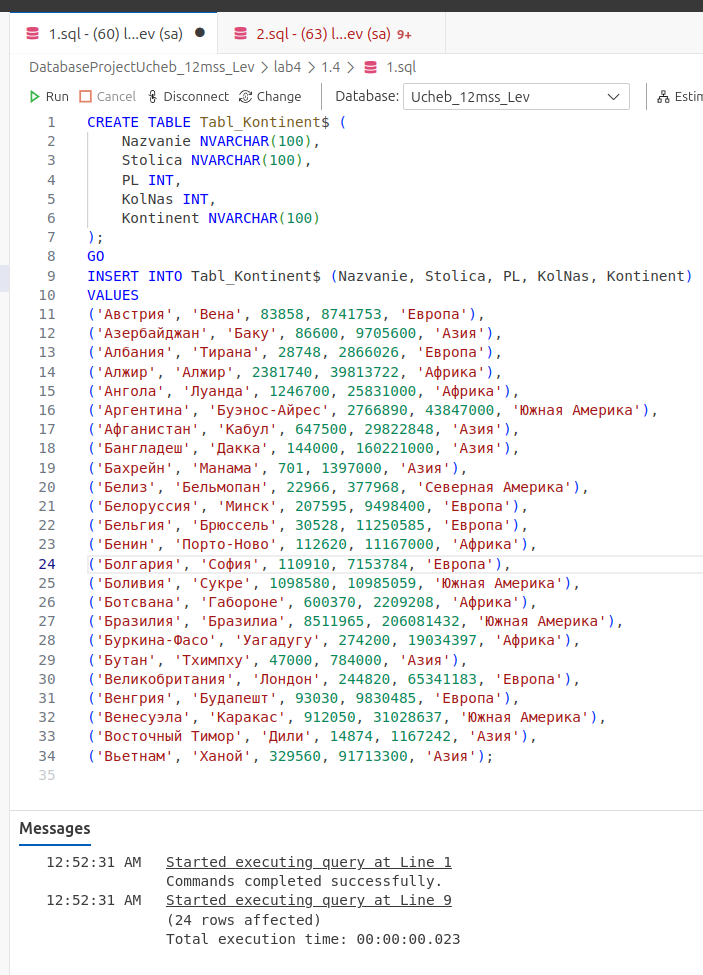 1.sql - (60) l...ev (sa) ●
2.sql - (63) l...ev (sa) 9+
DatabaseProjectUcheb_12mss_Lev > lab4 > 1.4 > 1.sql
Run Cancel Disconnect Change Database: Ucheb_12mss_Lev
1 CREATE TABLE Tabl_Kontinent$ (
2 Nazvanie NVARCHAR(100),
3 Stolica NVARCHAR(100),
4 PL INT,
5 KolNas INT,
6 Kontinent NVARCHAR(100)
7 );
8 GO
9 INSERT INTO Tabl_Kontinent$ (Nazvanie, Stolica, PL, KolNas, Kontinent)
10 VALUES
11 ('Австрия', 'Вена', 83858, 8741753, 'Европа'),
12 ('Азербайджан', 'Баку', 86600, 9705600, 'Азия'),
13 ('Албания', 'Тирана', 28748, 2866026, 'Европа'),
14 ('Алжир', 'Алжир', 2381740, 39813722, 'Африка'),
15 ('Ангола', 'Луанда', 1246700, 25831000, 'Африка'),
16 ('Аргентина', 'Буэнос-Айрес', 2766890, 43847000, 'Южная Америка'),
17 ('Афганистан', 'Кабул', 647500, 29822848, 'Азия'),
18 ('Бангладеш', 'Дакка', 144000, 160221000, 'Азия'),
19 ('Бахрейн', 'Манама', 701, 1397000, 'Азия'),
20 ('Белиз', 'Бельмопан', 22966, 377968, 'Северная Америка'),
21 ('Белоруссия', 'Минск', 207595, 9498400, 'Европа'),
22 ('Бельгия', 'Брюссель', 30528, 11250585, 'Европа'),
23 ('Бенин', 'Порто-Ново', 112620, 11167000, 'Африка'),
24 ('Болгария', 'София', 110910, 7153784, 'Европа'),
25 ('Боливия', 'Сукре', 1098580, 10985059, 'Южная Америка'),
26 ('Ботсвана', 'Габороне', 600370, 2209208, 'Африка'),
27 ('Бразилия', 'Бразилиа', 8511965, 206081432, 'Южная Америка'),
28 ('Буркина-Фасо', 'Уагадугу', 274200, 19034397, 'Африка'),
29 ('Бутан', 'Тхимпху', 47000, 784000, 'Азия'),
30 ('Великобритания', 'Лондон', 244820, 65341183, 'Европа'),
31 ('Венгрия', 'Будапешт', 93030, 9830485, 'Европа'),
32 ('Венесуэла', 'Каракас', 912050, 31028637, 'Южная Америка'),
33 ('Восточный Тимор', 'Дили', 14874, 1167242, 'Азия'),
34 ('Вьетнам', 'Ханой', 329560, 91713300, 'Азия');
35
Messages
12:52:31 AM Started executing query at Line 1
Commands completed successfully.
12:52:31 AM Started executing query at Line 9
(24 rows affected)
Total execution time: 00:00:00.023